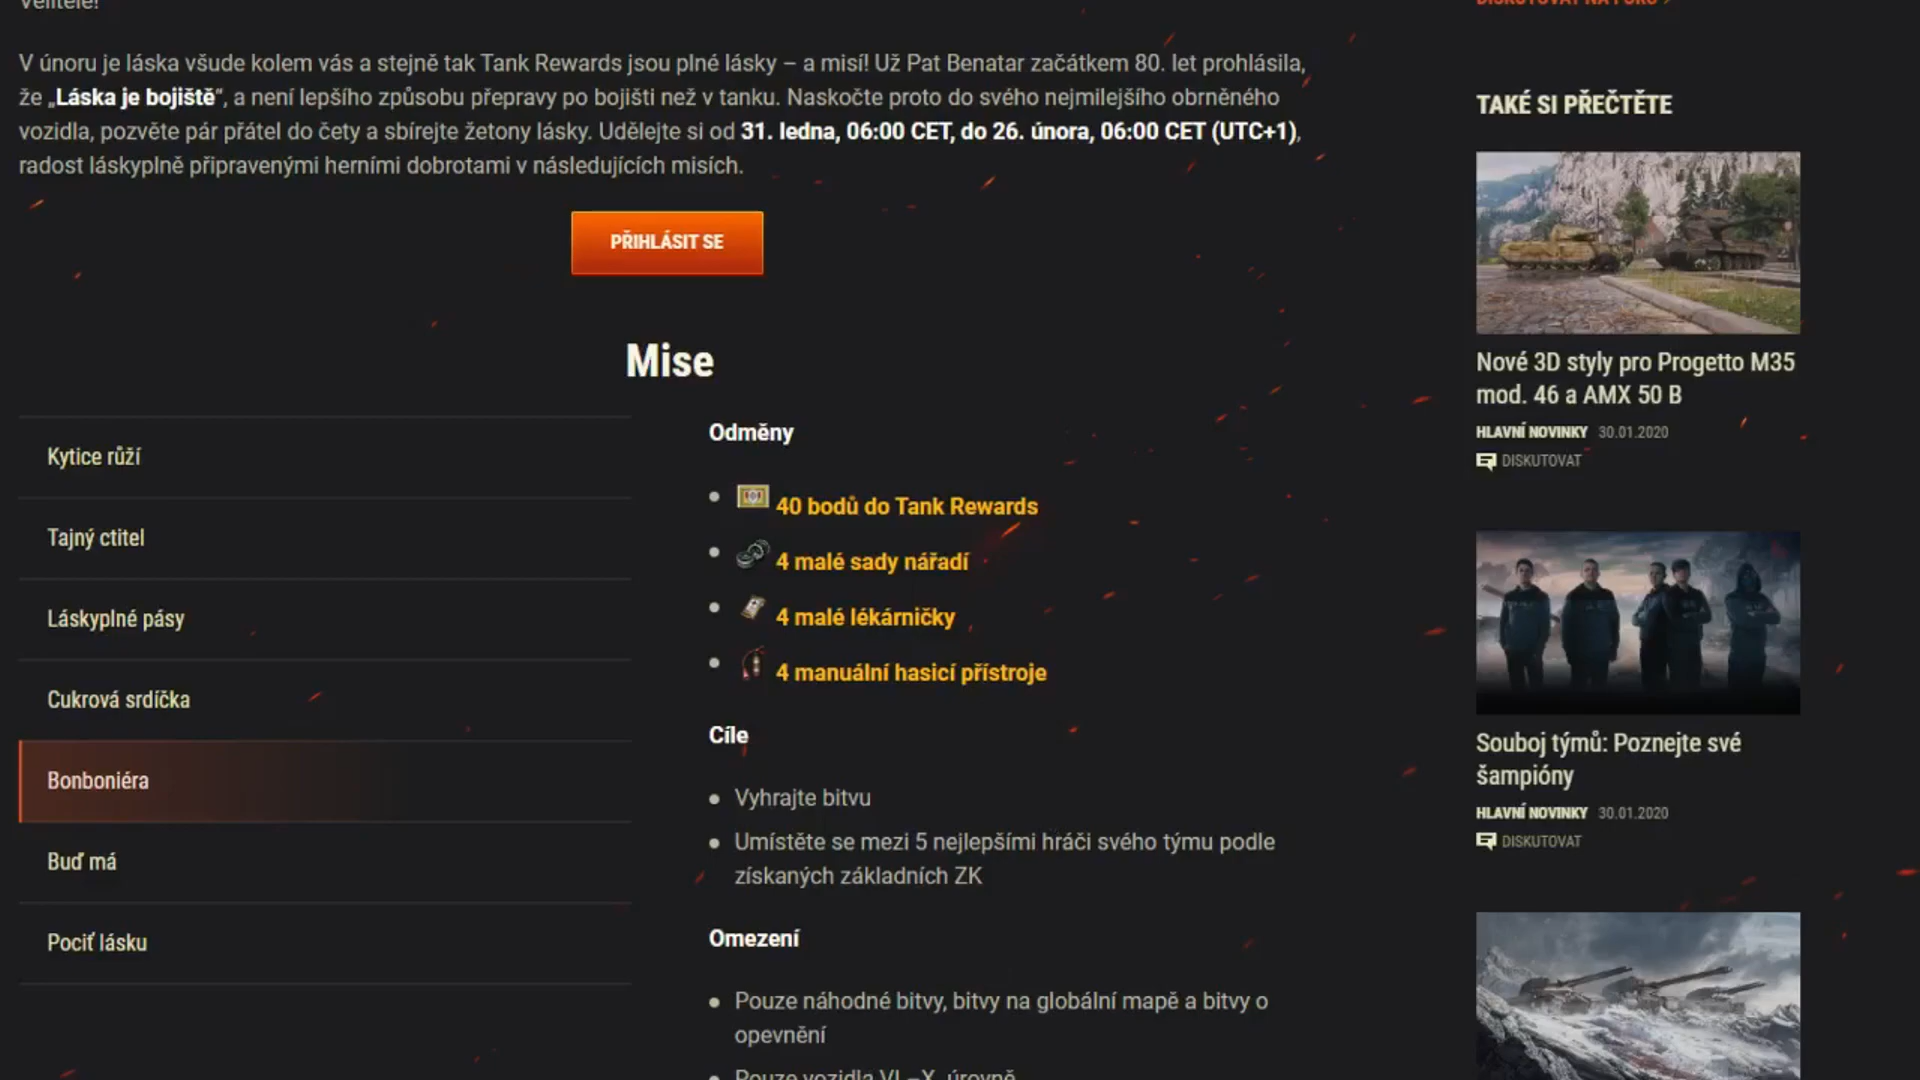 Velitelé!
V únoru je láska všude kolem vás a stejně tak Tank Rewards jsou plné lásky – a misí! Už Pat Benatar začátkem 80. let prohlásila,
že „Láska je bojiště“, a není lepšího způsobu přepravy po bojišti než v tanku. Naskočte proto do svého nejmilejšího obrněného
vozidla, pozvěte pár přátel do čety a sbírejte žetony lásky. Udělejte si od 31. ledna, 06:00 CET, do 26. února, 06:00 CET (UTC+1),
radost láskyplně připravenými herními dobrotami v následujících misích.
PŘIHLÁSIT SE
Mise
Kytice růží
Tajný ctitel
Láskyplné pásy
Cukrová srdíčka
Bonboniéra
Buď má
Pociť lásku
Odměny
40 bodů do Tank Rewards
4 malé sady nářadí
4 malé lékárničky
4 manuální hasicí přístroje
Cíle
Vyhrajte bitvu
Umístěte se mezi 5 nejlepšími hráči svého týmu podle
získaných základních ZK
Omezení
Pouze náhodné bitvy, bitvy na globální mapě a bitvy o
opevnění
Pouze vozidla VI.–X. úrovně
DISKUTOVAT NA FÓRU
TAKÉ SI PŘEČTĚTE
Nové 3D styly pro Progetto M35
mod. 46 a AMX 50 B
HLAVNÍ NOVINKY 30.01.2020
DISKUTOVAT
Souboj týmů: Poznejte své
šampióny
HLAVNÍ NOVINKY 30.01.2020
DISKUTOVAT